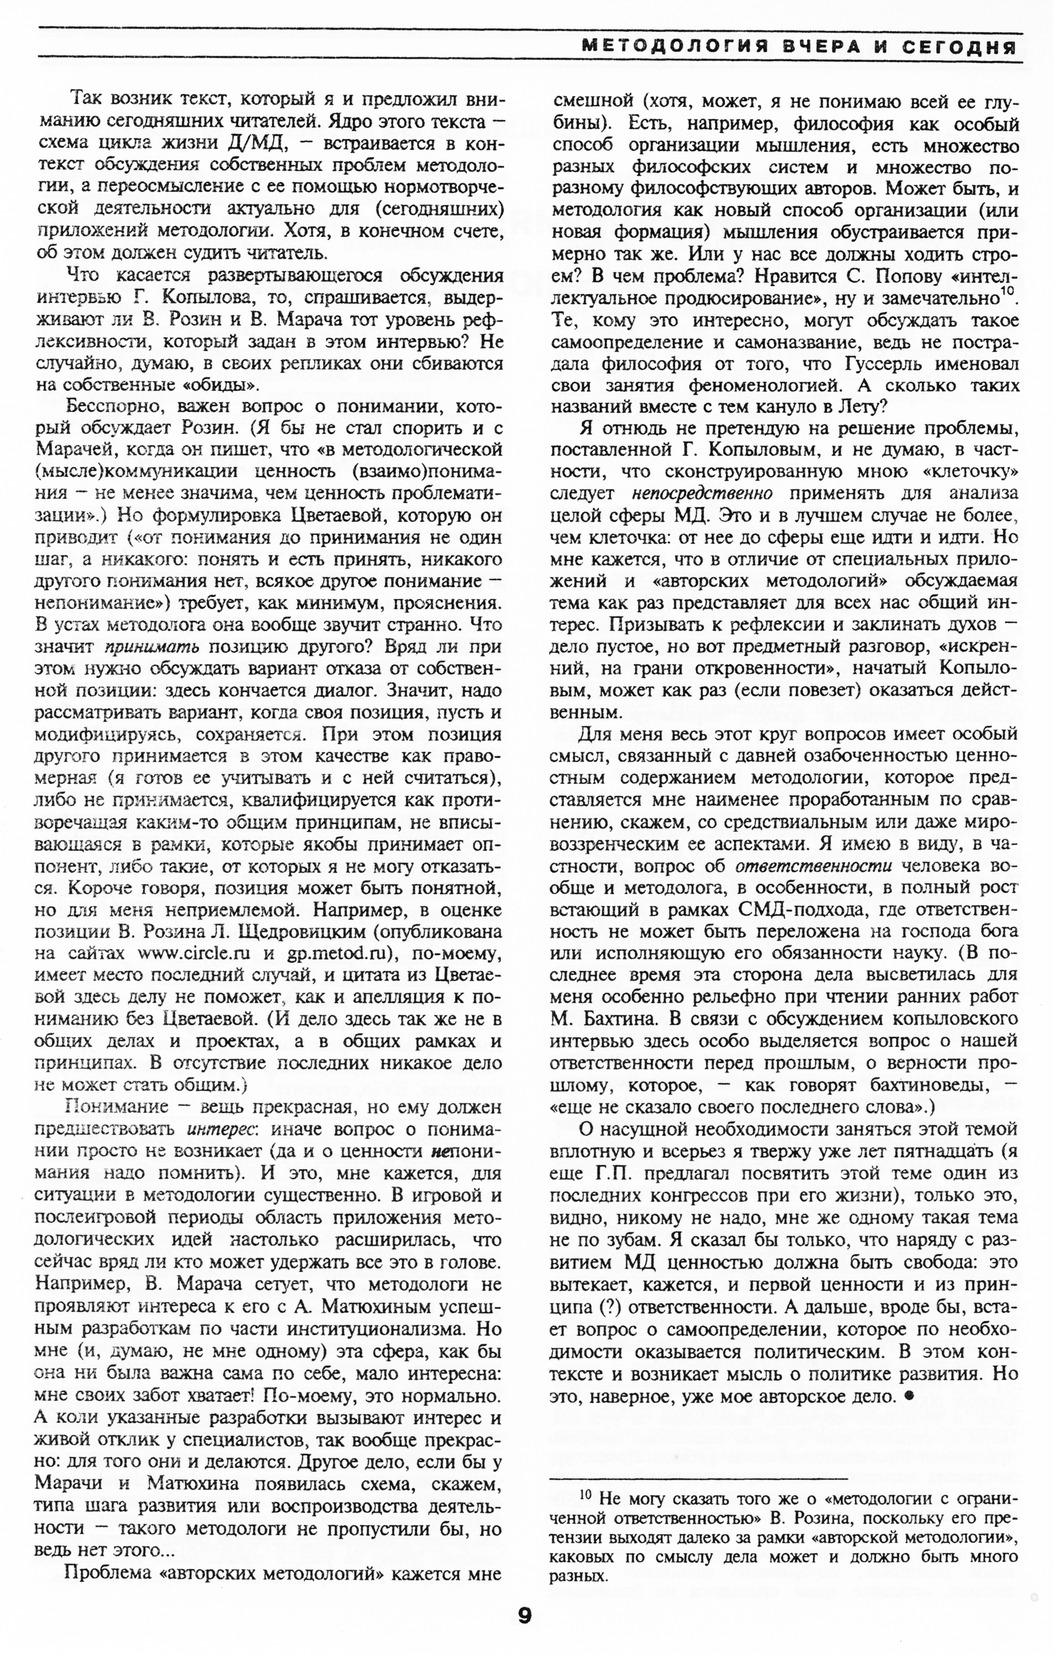 МЕТОДОЛОГИЯ ВЧЕРА И СЕГОДНЯ
Так возник текст, который я и предложил вни-
манию сегодняшних читателей. Ядро этого текста –
схема цикла жизни Д/МД, – встраивается в кон-
текст обсуждения собственных проблем методоло-
гии, а переосмысление с ее помощью нормотворче-
ской деятельности актуально для (сегодняшних)
приложений методологии. Хотя, в конечном счете,
об этом должен судить читатель.
Что касается развертывающегося обсуждения
интервью Г. Копылова, то, спрашивается, выдер-
живают ли В. Розин и В. Марача тот уровень реф-
лексивности, который задан в этом интервью? Не
случайно, думаю, в своих репликах они сбиваются
на собственные «обиды».
Бесспорно, важен вопрос о понимании, кото-
рый обсуждает Розин. (Я бы не стал спорить и с
Марачей, когда он пишет, что «в методологической
(мысле)коммуникации ценность (взаимо)понима-
ния – не менее значима, чем ценность проблемати-
зации».) Но формулировка Цветаевой, которую он
приводит («от понимания до принимания не один
шаг, а никакого: понять и есть принять, никакого
другого понимания нет, всякое другое понимание –
непонимание») требует, как минимум, прояснения.
В устах методолога она вообще звучит странно. Что
значит принимать позицию другого? Вряд ли при
этом нужно обсуждать вариант отказа от собствен-
ной позиции: здесь кончается диалог. Значит, надо
рассматривать вариант, когда своя позиция, пусть и
модифицируясь, сохраняется. При этом позиция
другого принимается в этом качестве как право-
мерная (я готов ее учитывать и с ней считаться),
либо не принимается, квалифицируется как проти-
воречащая каким-то общим принципам, не вписы-
вающаяся в рамки, которые якобы принимает оп-
понент, либо такие, от которых я не могу отказать-
ся. Короче говоря, позиция может быть понятной,
но для меня неприемлемой. Например, в оценке
позиции В. Розина Л. Щедровицким (опубликована
на сайтах www.circle.ru и gp.metod.ru), по-моему,
имеет место последний случай, и цитата из Цветае-
вой здесь делу не поможет, как и апелляция к по-
ниманию без Цветаевой. (И дело здесь так же не в
общих делах и проектах, а в общих рамках и
принципах. В отсутствие последних никакое дело
не может стать общим.)
Понимание – вещь прекрасная, но ему должен
предшествовать интерес: иначе вопрос о понима-
нии просто не возникает (да и о ценности непони-
мания надо помнить). И это, мне кажется, для
ситуации в методологии существенно. В игровой и
послеигровой периоды область приложения мето-
дологических идей настолько расширилась, что
сейчас вряд ли кто может удержать все это в голове.
Например, В. Марача сетует, что методологи не
проявляют интереса к его с А. Матюхиным успеш-
ным разработкам по части институционализма. Но
мне (и, думаю, не мне одному) эта сфера, как бы
она ни была важна сама по себе, мало интересна:
мне своих забот хватает! По-моему, это нормально.
А коли указанные разработки вызывают интерес и
живой отклик у специалистов, так вообще прекрас-
но: для того они и делаются. Другое дело, если бы у
Марачи и Матюхина появилась схема, скажем,
типа шага развития или воспроизводства деятель-
ности – такого методологи не пропустили бы, но
ведь нет этого...
Проблема «авторских методологий» кажется мне
смешной (хотя, может, я не понимаю всей ее глу-
бины). Есть, например, философия как особый
способ организации мышления, есть множество
разных философских систем и множество по-
разному философствующих авторов. Может быть, и
методология как новый способ организации (или
новая формация) мышления обустраивается при-
мерно так же. Или у нас все должны ходить стро-
ем? В чем проблема? Нравится С. Попову «интел-
лектуальное продюсирование», ну и замечательно¹⁰.
Те, кому это интересно, могут обсуждать такое
самоопределение и самоназвание, ведь не постра-
дала философия от того, что Гуссерль именовал
свои занятия феноменологией. А сколько таких
названий вместе с тем кануло в Лету?
Я отнюдь не претендую на решение проблемы,
поставленной Г. Копыловым, и не думаю, в част-
ности, что сконструированную мною «клеточку»
следует непосредственно применять для анализа
целой сферы МД. Это и в лучшем случае не более,
чем клеточка: от нее до сферы еще идти и идти. Но
мне кажется, что в отличие от специальных прило-
жений и «авторских методологий» обсуждаемая
тема как раз представляет для всех нас общий ин-
терес. Призывать к рефлексии и заклинать духов –
дело пустое, но вот предметный разговор, «искрен-
ний, на грани откровенности», начатый Копыло-
вым, может как раз (если повезет) оказаться дейст-
венным.
Для меня весь этот круг вопросов имеет особый
смысл, связанный с давней озабоченностью ценно-
стным содержанием методологии, которое пред-
ставляется мне наименее проработанным по срав-
нению, скажем, со средствиальным или даже миро-
воззренческим ее аспектами. Я имею в виду, в ча-
стности, вопрос об ответственности человека во-
обще и методолога, в особенности, в полный рост
встающий в рамках СМД-подхода, где ответствен-
ность не может быть переложена на господа бога
или исполняющую его обязанности науку. (В по-
следнее время эта сторона дела высветилась для
меня особенно рельефно при чтении ранних работ
М. Бахтина. В связи с обсуждением копыловского
интервью здесь особо выделяется вопрос о нашей
ответственности перед прошлым, о верности про-
шлому, которое, – как говорят бахтиноведы, –
«еще не сказало своего последнего слова».)
О насущной необходимости заняться этой темой
вплотную и всерьез я твержу уже лет пятнадцать (я
еще Г.П. предлагал посвятить этой теме один из
последних конгрессов при его жизни), только это,
видно, никому не надо, мне же одному такая тема
не по зубам. Я сказал бы только, что наряду с раз-
витием МД ценностью должна быть свобода: это
вытекает, кажется, и первой ценности и из прин-
ципа (?) ответственности. А дальше, вроде бы, вста-
ет вопрос о самоопределении, которое по необхо-
димости оказывается политическим. В этом кон-
тексте и возникает мысль о политике развития. Но
это, наверное, уже мое авторское дело. •
¹⁰ Не могу сказать того же о «методологии с ограни-
ченной ответственностью» В. Розина, поскольку его пре-
тензии выходят далеко за рамки «авторской методологии»,
каковых по смыслу дела может и должно быть много
разных.
9